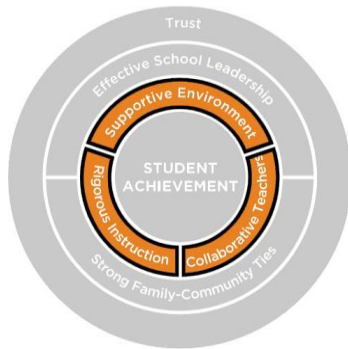 Trust
Effective School Leadership
Supportive Environment
STUDENT
ACHIEVEMENT
Rigorous Instruction
Collaborative Teachers
Strong Family-Community Ties